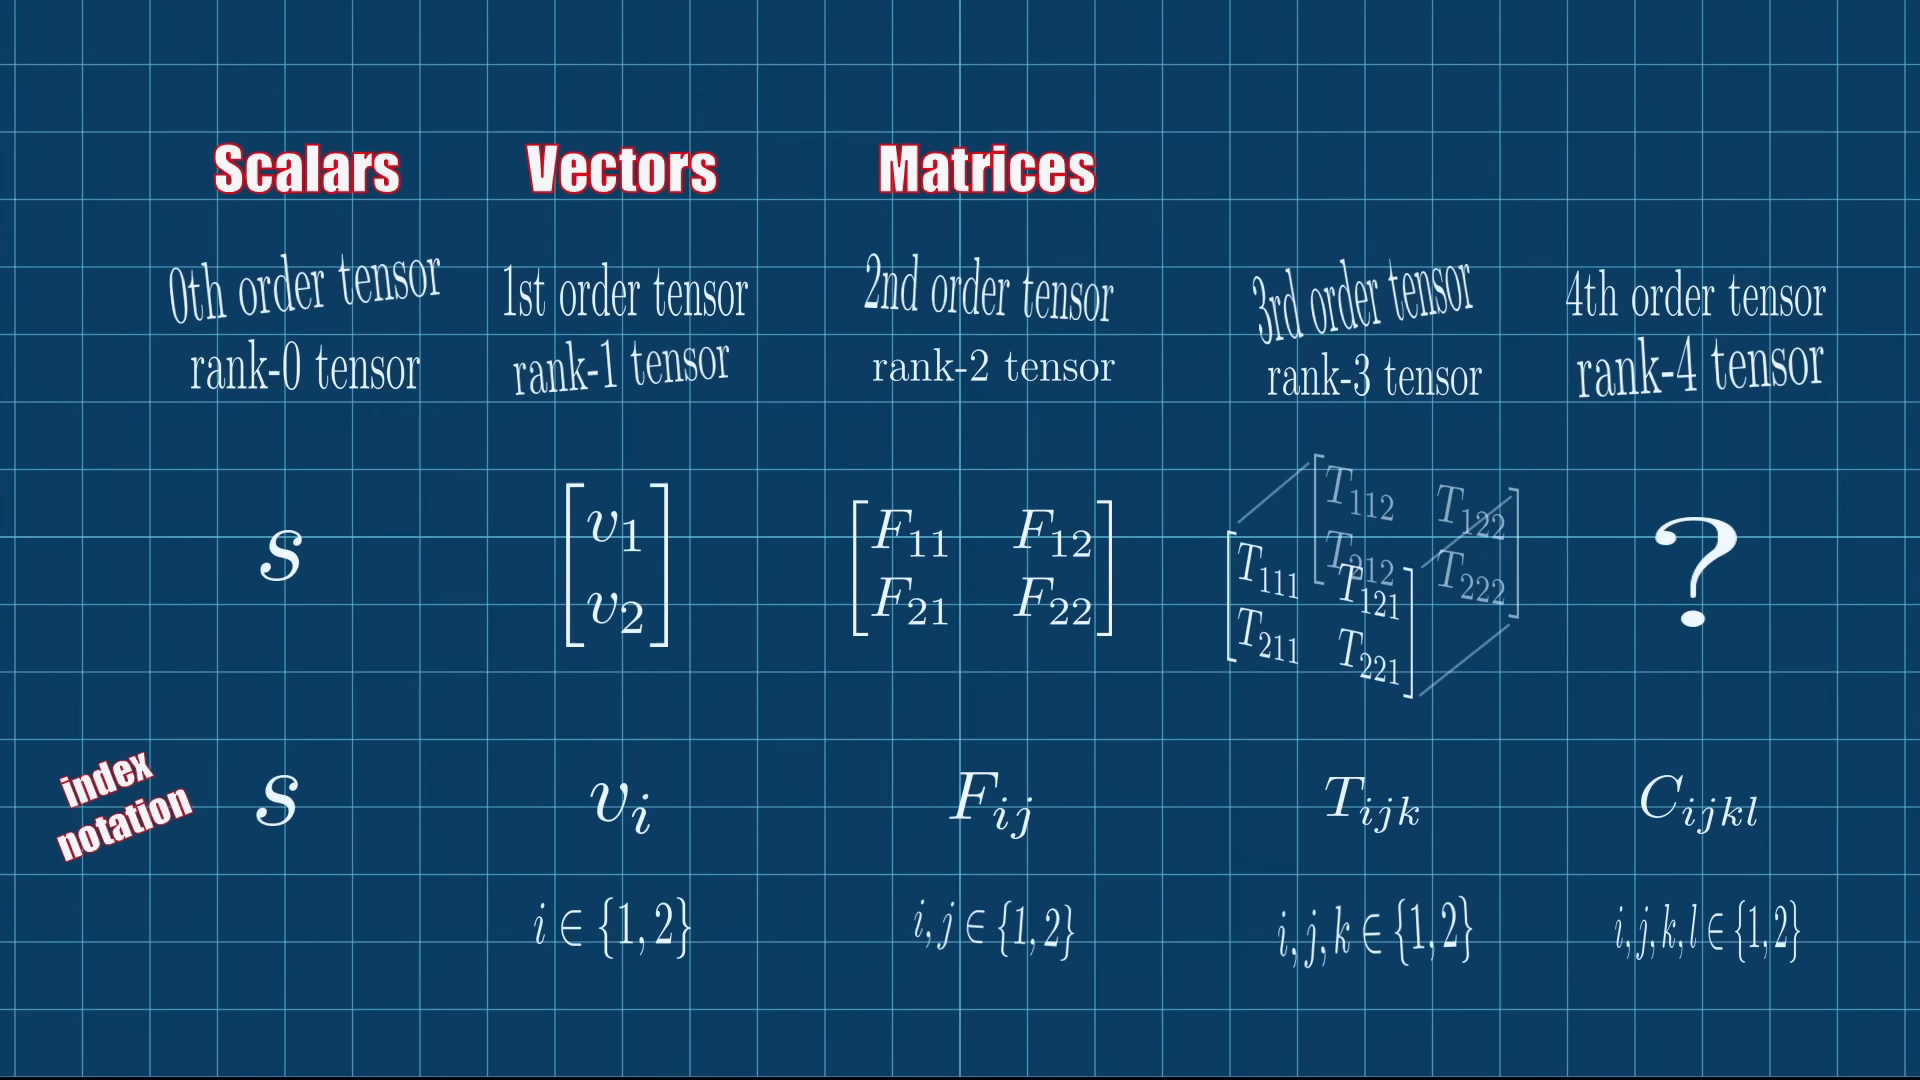 Scalars Vectors Matrices
0th order tensor 1st order tensor 2nd order tensor 3rd order tensor 4th order tensor
rank-0 tensor rank-1 tensor rank-2 tensor rank-3 tensor rank-4 tensor
s
v₁
v₂
F₁₁ F₁₂
F₂₁ F₂₂
T₁₁₂ T₁₂₂
T₂₁₂ T₂₂₂
T₁₁₁ T₁₂₁
T₂₁₁ T₂₂₁
?
index
notation
s vᵢ Fᵢⱼ Tᵢⱼₖ Cᵢⱼₖₗ
i ∈ {1, 2} i, j ∈ {1, 2} i, j, k ∈ {1, 2} i, j, k, l ∈ {1, 2}